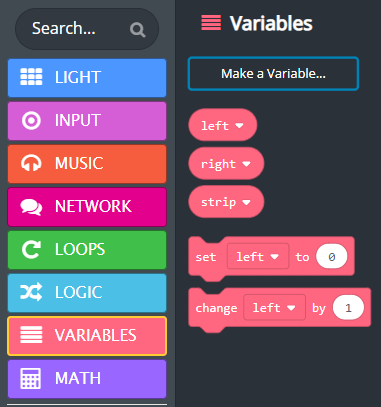 Search...
LIGHT
INPUT
MUSIC
NETWORK
LOOPS
LOGIC
VARIABLES
MATH
Variables
Make a Variable...
left
right
strip
set left to 0
change left by 1